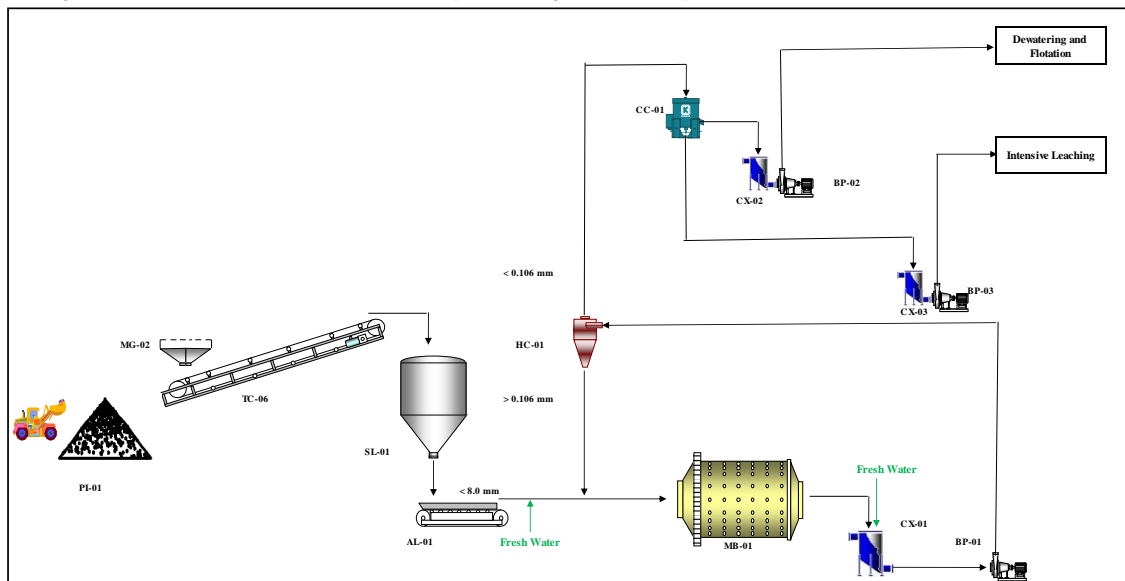 Dewatering and
Flotation
CC-01
Intensive Leaching
BP-02
CX-02
< 0.106 mm
BP-03
CX-03
MG-02
HC-01
TC-06
> 0.106 mm
SL-01
Fresh Water
PI-01
< 8.0 mm
CX-01
AL-01
Fresh Water
MB-01
BP-01